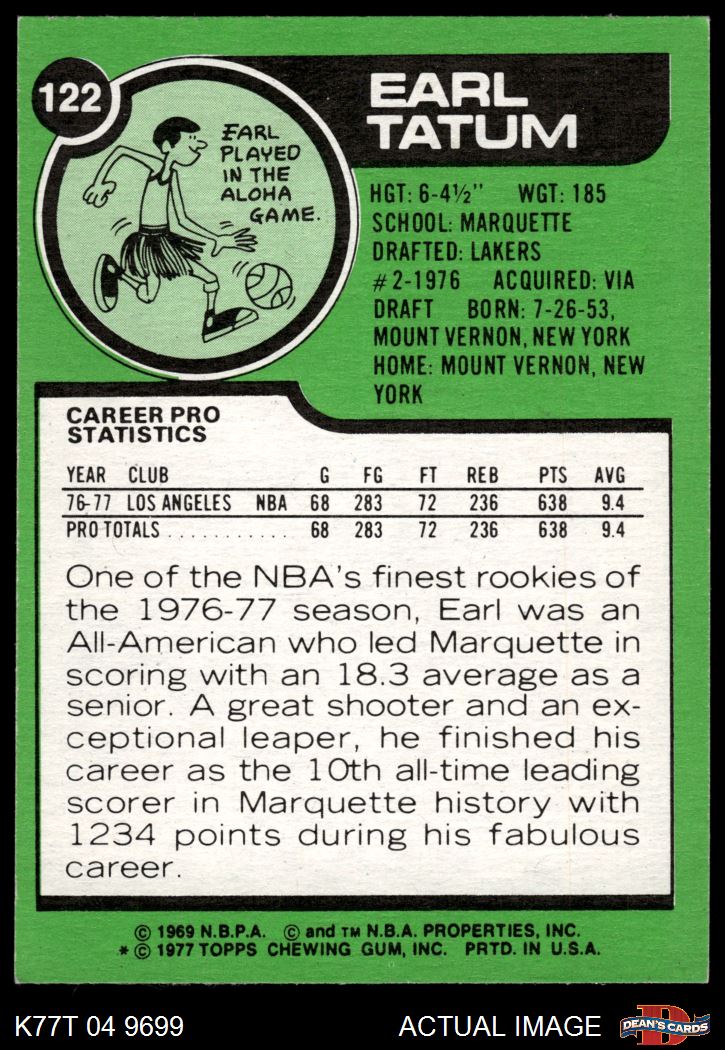 122
EARL
TATUM
EARL
PLAYED
IN THE
ALOHA
GAME.
HGT: 6-4½" WGT: 185
SCHOOL: MARQUETTE
DRAFTED: LAKERS
#2-1976 ACQUIRED: VIA
DRAFT BORN: 7-26-53,
MOUNT VERNON, NEW YORK
HOME: MOUNT VERNON, NEW
YORK
CAREER PRO
STATISTICS
YEAR CLUB G FG FT REB PTS AVG
76-77 LOS ANGELES NBA 68 283 72 236 638 9.4
PRO TOTALS . . . . . . . . . . . . 68 283 72 236 638 9.4
One of the NBA's finest rookies of
the 1976-77 season, Earl was an
All-American who led Marquette in
scoring with an 18.3 average as a
senior. A great shooter and an ex-
ceptional leaper, he finished his
career as the 10th all-time leading
scorer in Marquette history with
1234 points during his fabulous
career.
© 1969 N.B.P.A. © and TM N.B.A. PROPERTIES, INC.
* © 1977 TOPPS CHEWING GUM, INC. PRTD. IN U.S.A.
K77T 04 9699 ACTUAL IMAGE D DEAN'S CARDS